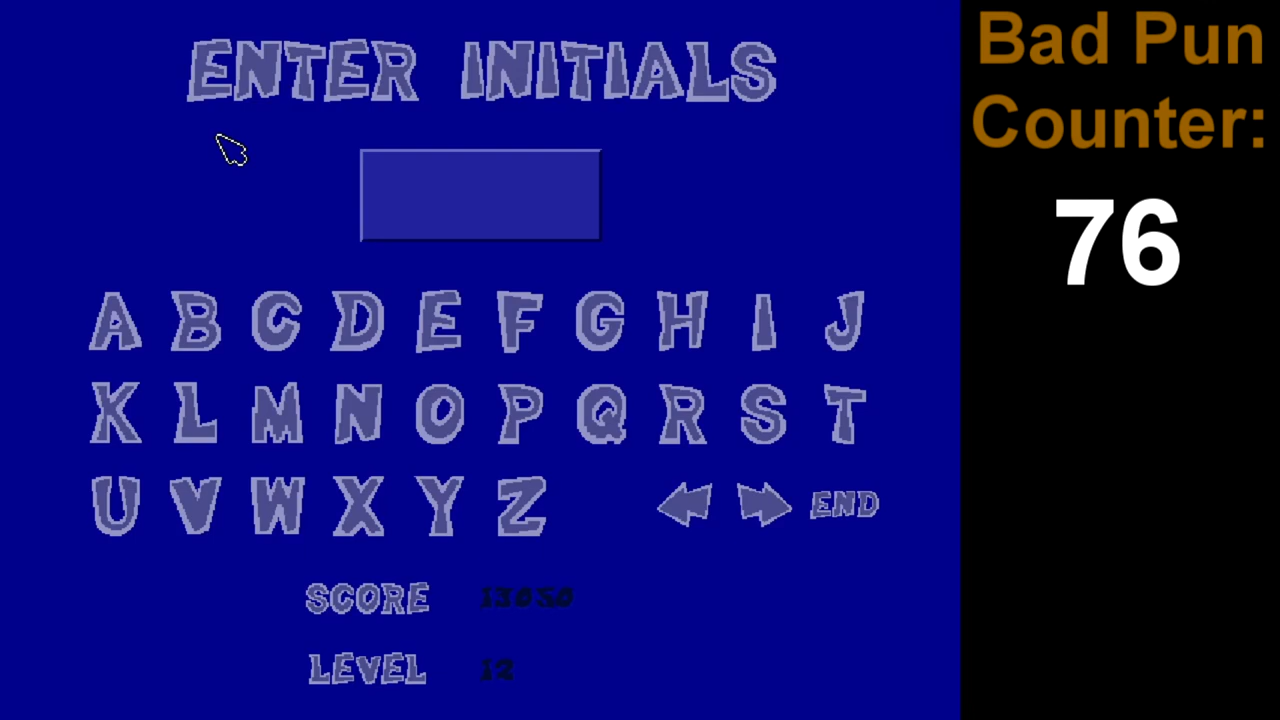 ENTER INITIALS
Bad Pun
Counter:
76
A B C D E F G H I J
K L M N O P Q R S T
U V W X Y Z END
SCORE 13050
LEVEL 12